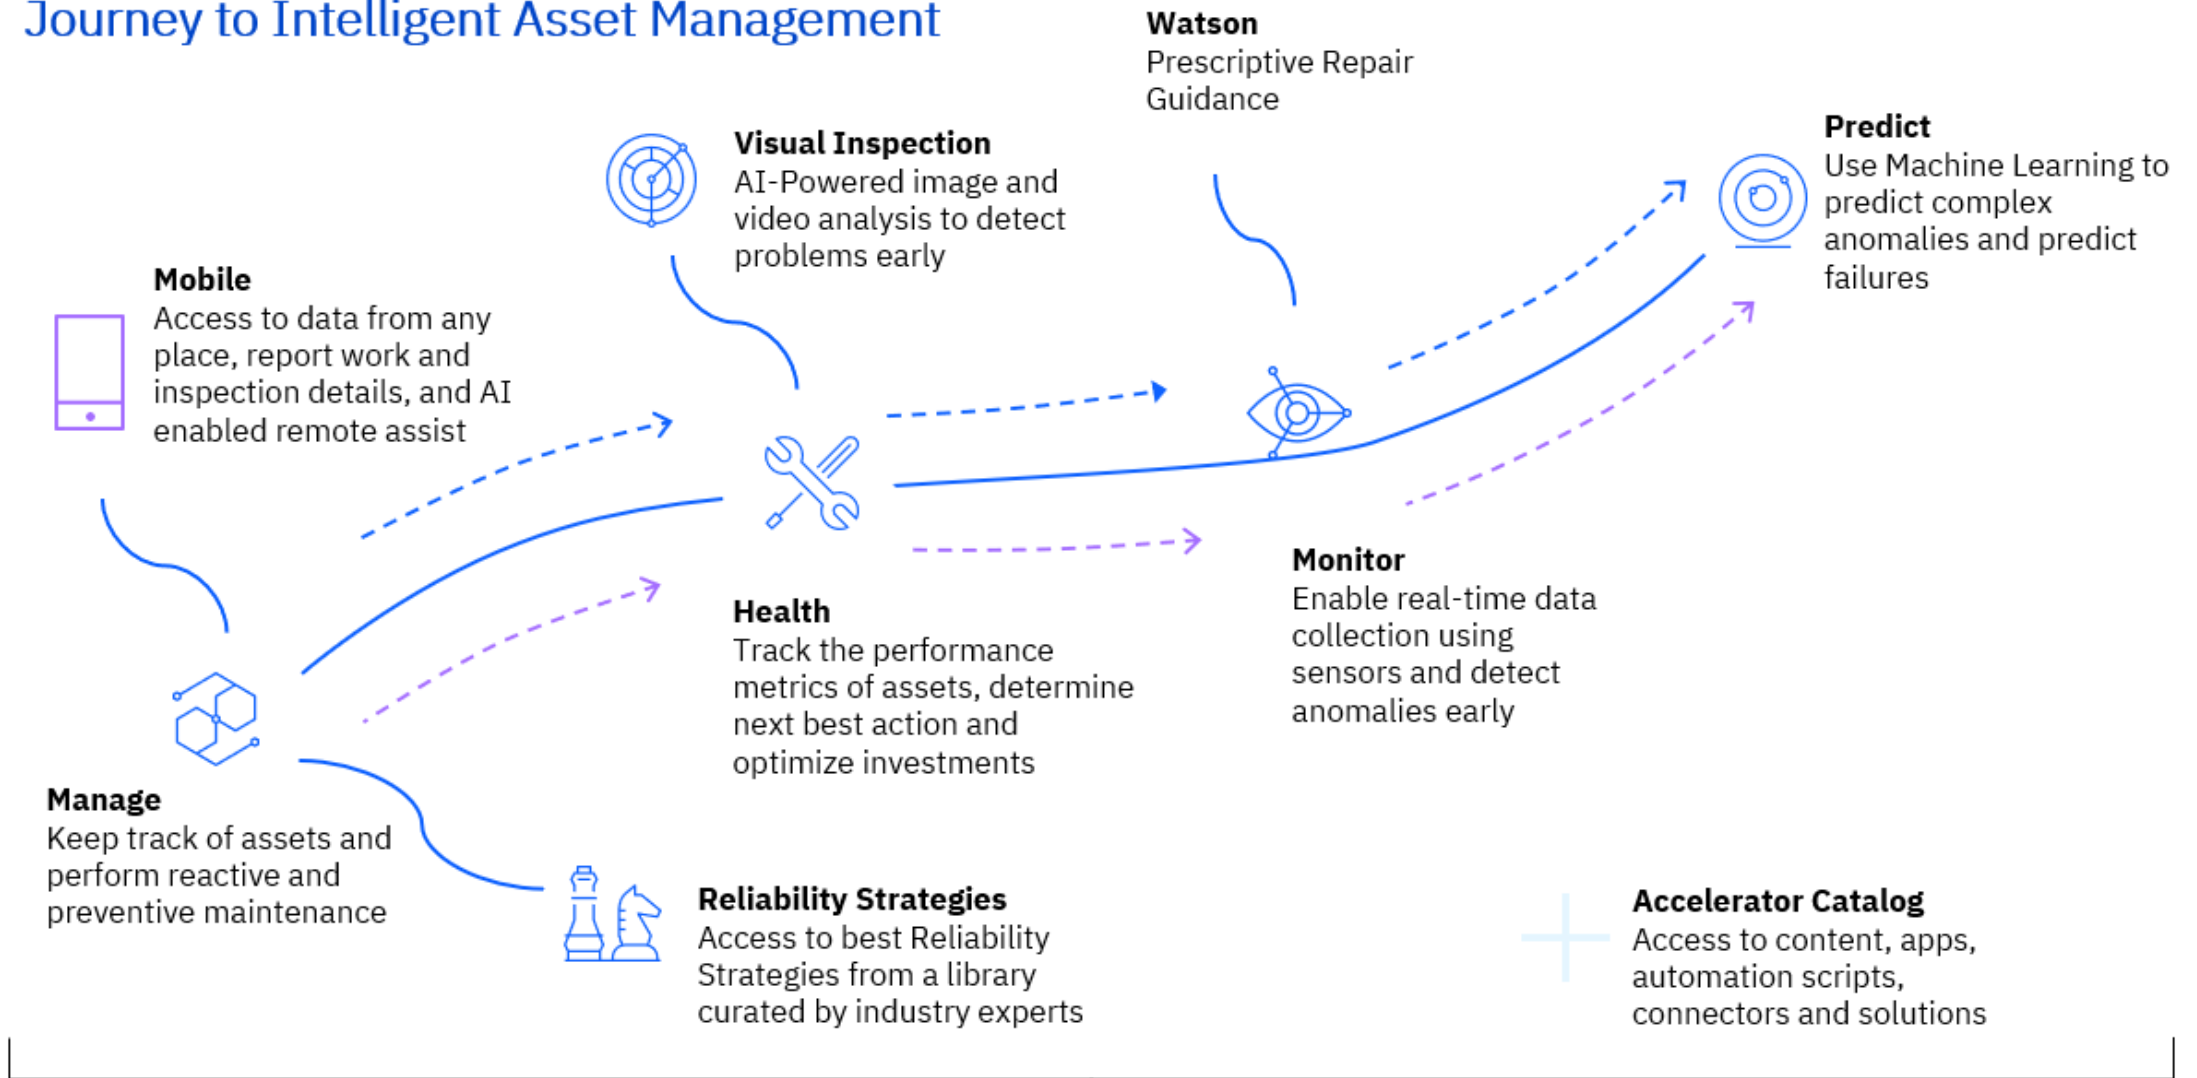 Journey to Intelligent Asset Management
Watson
Prescriptive Repair
Guidance
Visual Inspection
AI-Powered image and
video analysis to detect
problems early
Predict
Use Machine Learning to
predict complex
anomalies and predict
failures
Mobile
Access to data from any
place, report work and
inspection details, and AI
enabled remote assist
Health
Track the performance
metrics of assets, determine
next best action and
optimize investments
Monitor
Enable real-time data
collection using
sensors and detect
anomalies early
Manage
Keep track of assets and
perform reactive and
preventive maintenance
Reliability Strategies
Access to best Reliability
Strategies from a library
curated by industry experts
Accelerator Catalog
Access to content, apps,
automation scripts,
connectors and solutions